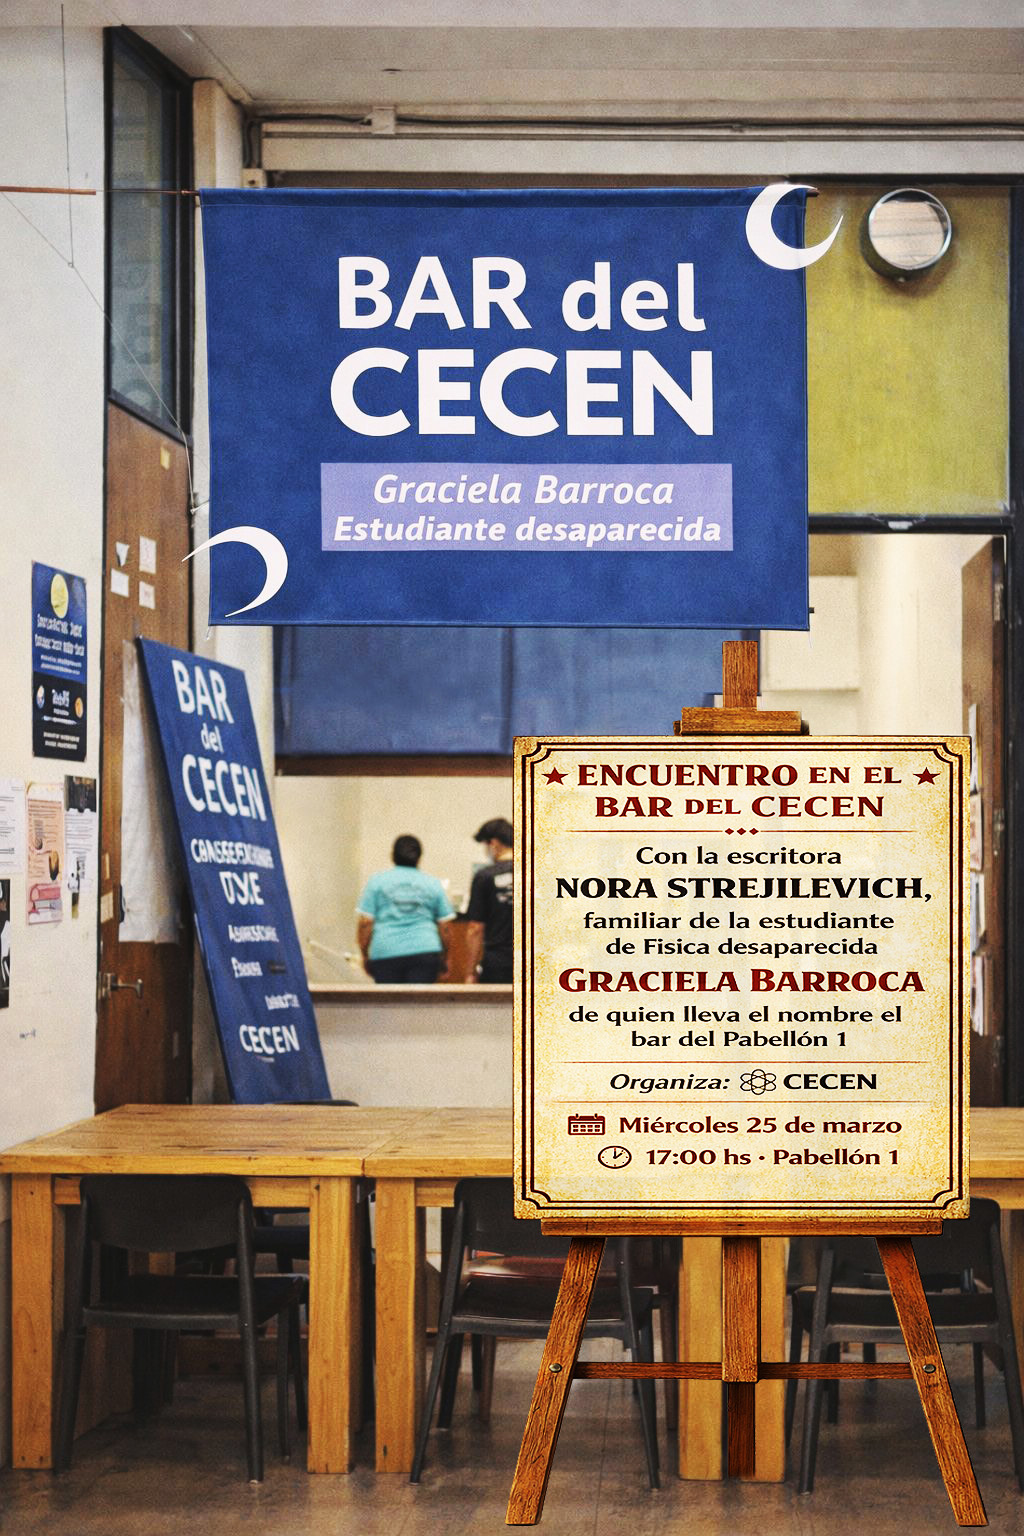 BAR del
CECEN
Graciela Barroca
Estudiante desaparecida
BAR
del
CECEN
CECEN
★ ENCUENTRO EN EL ★
BAR DEL CECEN
Con la escritora
NORA STREJILEVICH,
familiar de la estudiante
de Fisica desaparecida
GRACIELA BARROCA
de quien lleva el nombre el
bar del Pabellón 1
Organiza: CECEN
Miércoles 25 de marzo
17:00 hs · Pabellón 1